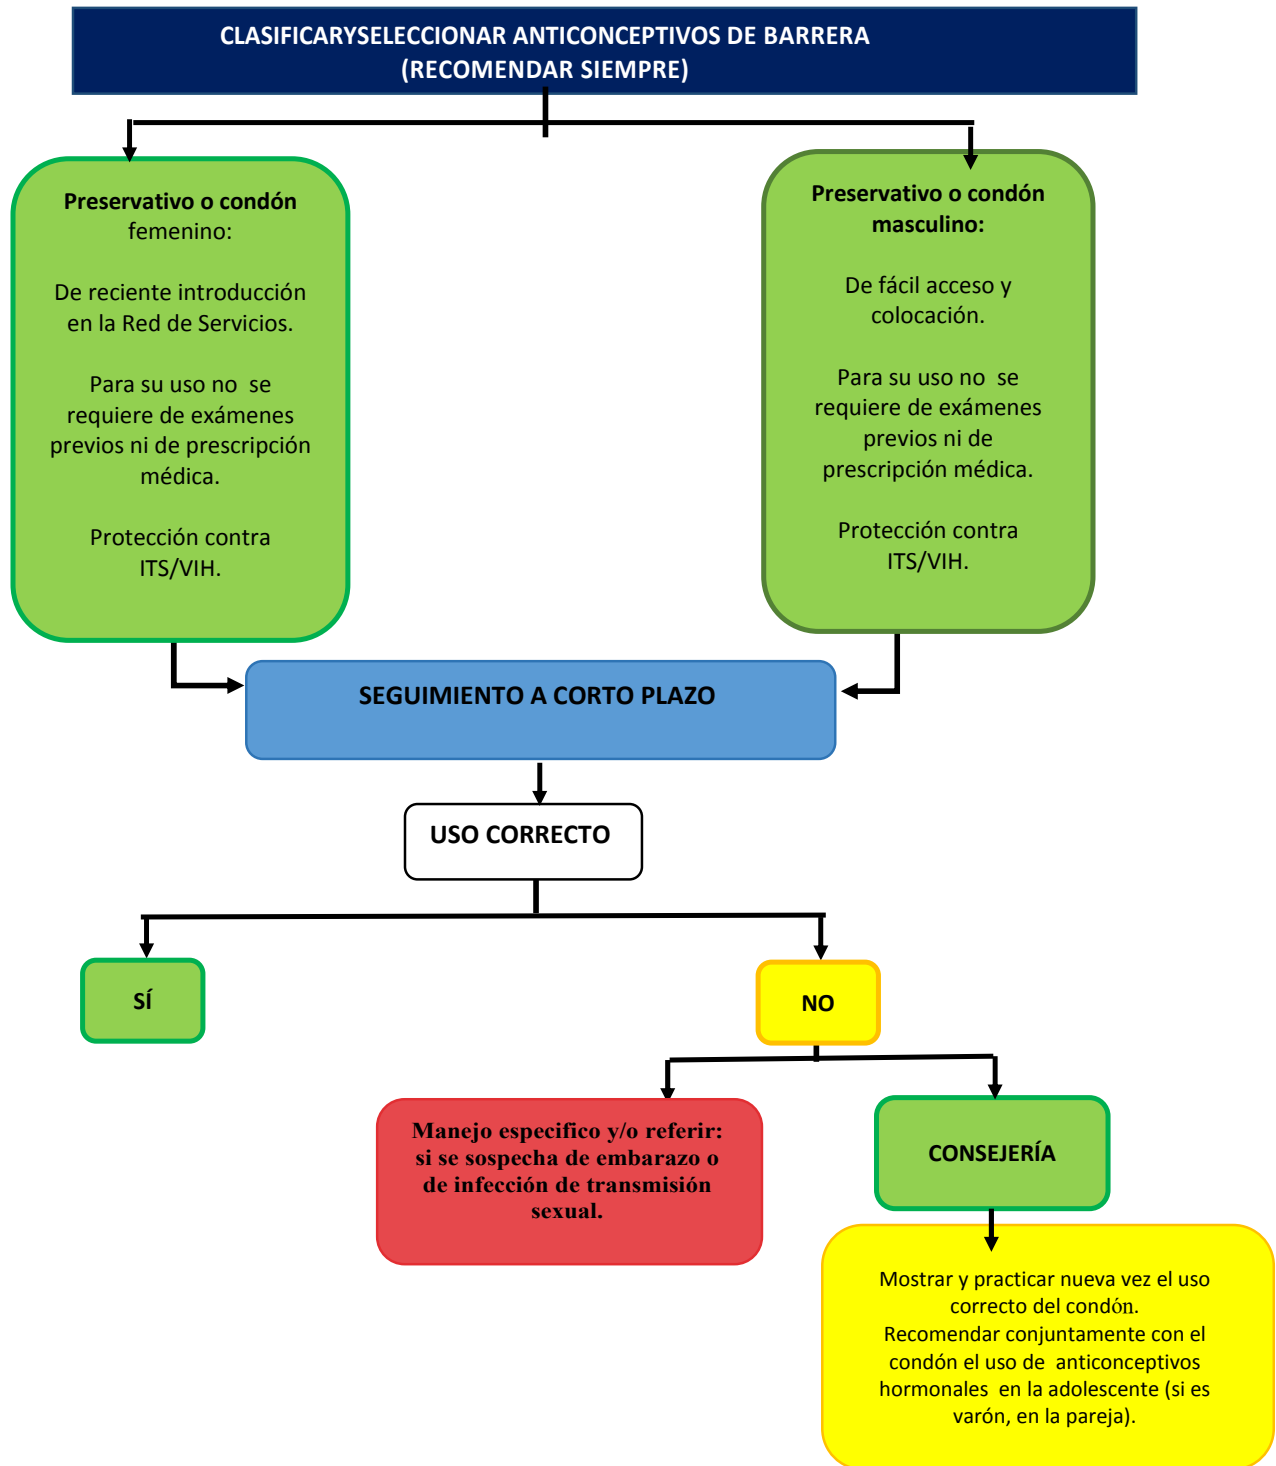 CLASIFICARYSELECCIONAR ANTICONCEPTIVOS DE BARRERA
(RECOMENDAR SIEMPRE)
Preservativo o condón
femenino:
De reciente introducción
en la Red de Servicios.
Para su uso no se
requiere de exámenes
previos ni de prescripción
médica.
Protección contra
ITS/VIH.
Preservativo o condón
masculino:
De fácil acceso y
colocación.
Para su uso no se
requiere de exámenes
previos ni de
prescripción médica.
Protección contra
ITS/VIH.
SEGUIMIENTO A CORTO PLAZO
USO CORRECTO
SÍ
NO
Manejo especifico y/o referir:
si se sospecha de embarazo o
de infección de transmisión
sexual.
CONSEJERÍA
Mostrar y practicar nueva vez el uso
correcto del condón.
Recomendar conjuntamente con el
condón el uso de anticonceptivos
hormonales en la adolescente (si es
varón, en la pareja).